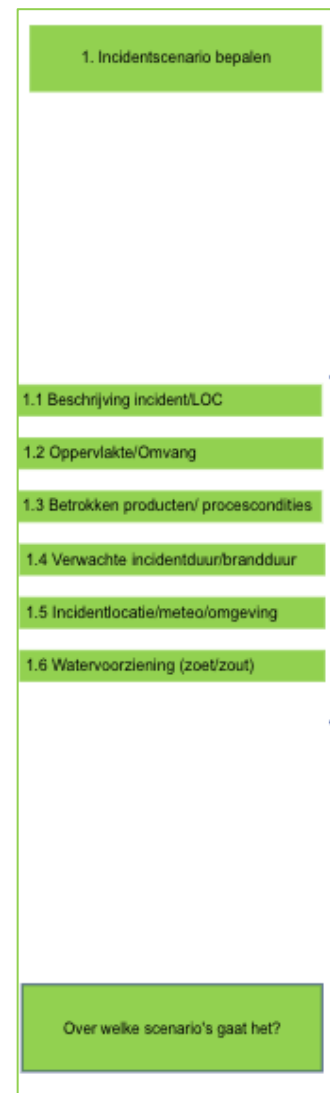 1. Incidentscenario bepalen
1.1 Beschrijving incident/LOC
1.2 Oppervlakte/Omvang
1.3 Betrokken producten/ procescondities
1.4 Verwachte incidentduur/brandduur
1.5 Incidentlocatie/meteo/omgeving
1.6 Watervoorziening (zoet/zout)
Over welke scenario's gaat het?